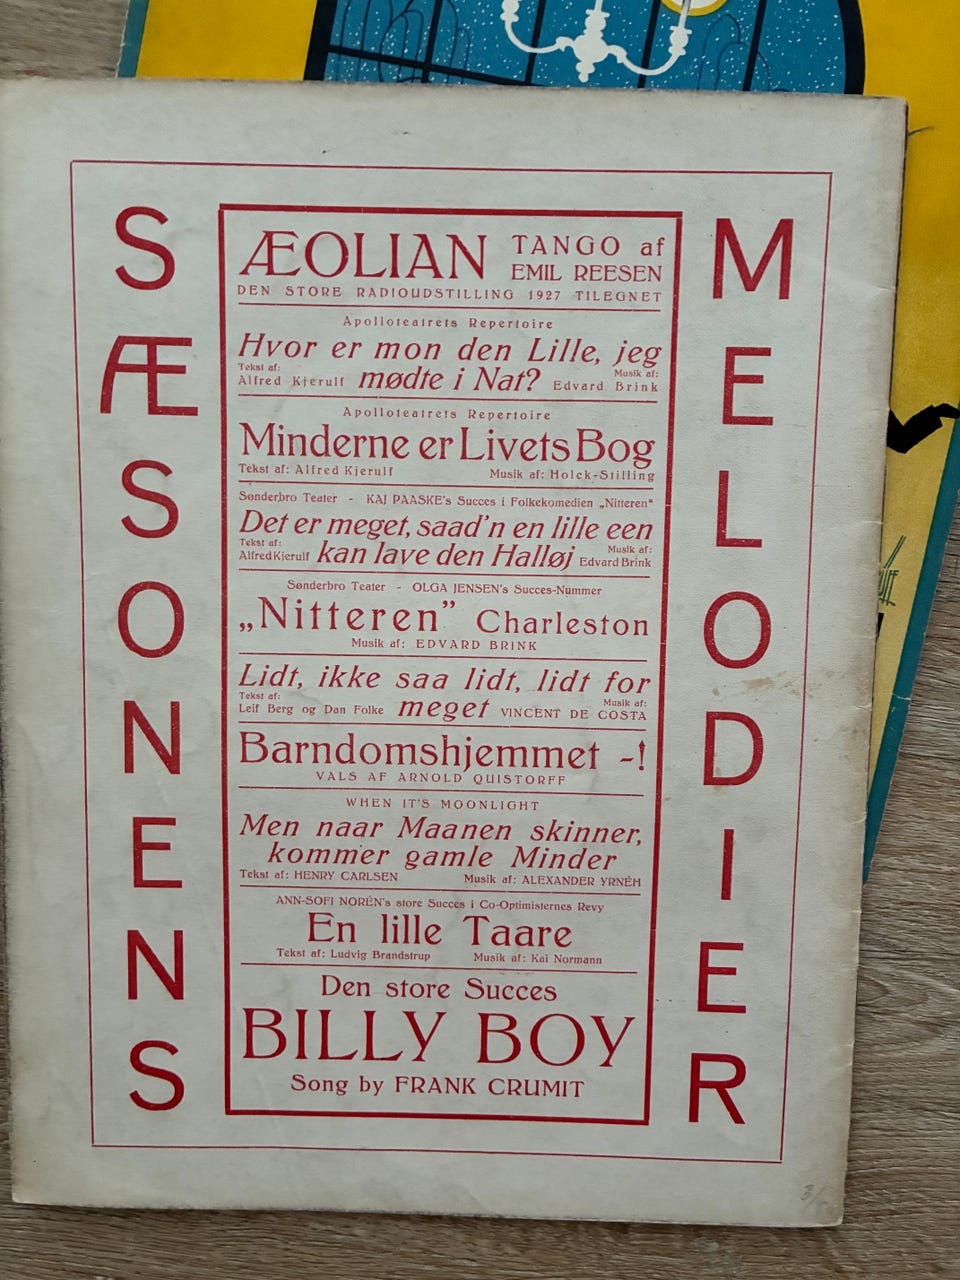 SÆSONENS
ÆOLIAN TANGO af
EMIL REESEN
DEN STORE RADIOUDSTILLING 1927 TILEGNET
Apolloteatrets Repertoire
Hvor er mon den Lille, jeg
Tekst af: Musik af:
Alfred Kjerulf mødte i Nat? Edvard Brink
Apolloteatrets Repertoire
Minderne er Livets Bog
Tekst af: Alfred Kjerulf Musik af: Holck-Stilling
Sønderbro Teater - KAJ PAASKE's Succes i Folkekomedien „Nitteren"
Det er meget, saad'n en lille een
Tekst af: Musik af:
Alfred Kjerulf kan lave den Halløj Edvard Brink
Sønderbro Teater - OLGA JENSEN's Succes-Nummer
„Nitteren" Charleston
Musik af: EDVARD BRINK
Lidt, ikke saa lidt, lidt for
Tekst af: Musik af:
Leif Berg og Dan Folke meget VINCENT DE COSTA
Barndomshjemmet -!
VALS AF ARNOLD QUISTORFF
WHEN IT'S MOONLIGHT
Men naar Maanen skinner,
kommer gamle Minder
Tekst af: HENRY CARLSEN Musik af: ALEXANDER YRNÉH
ANN-SOFI NORÉN's store Succes i Co-Optimisternes Revy
En lille Taare
Tekst af: Ludvig Brandstrup Musik af: Kai Normann
Den store Succes
BILLY BOY
Song by FRANK CRUMIT
MELODIER